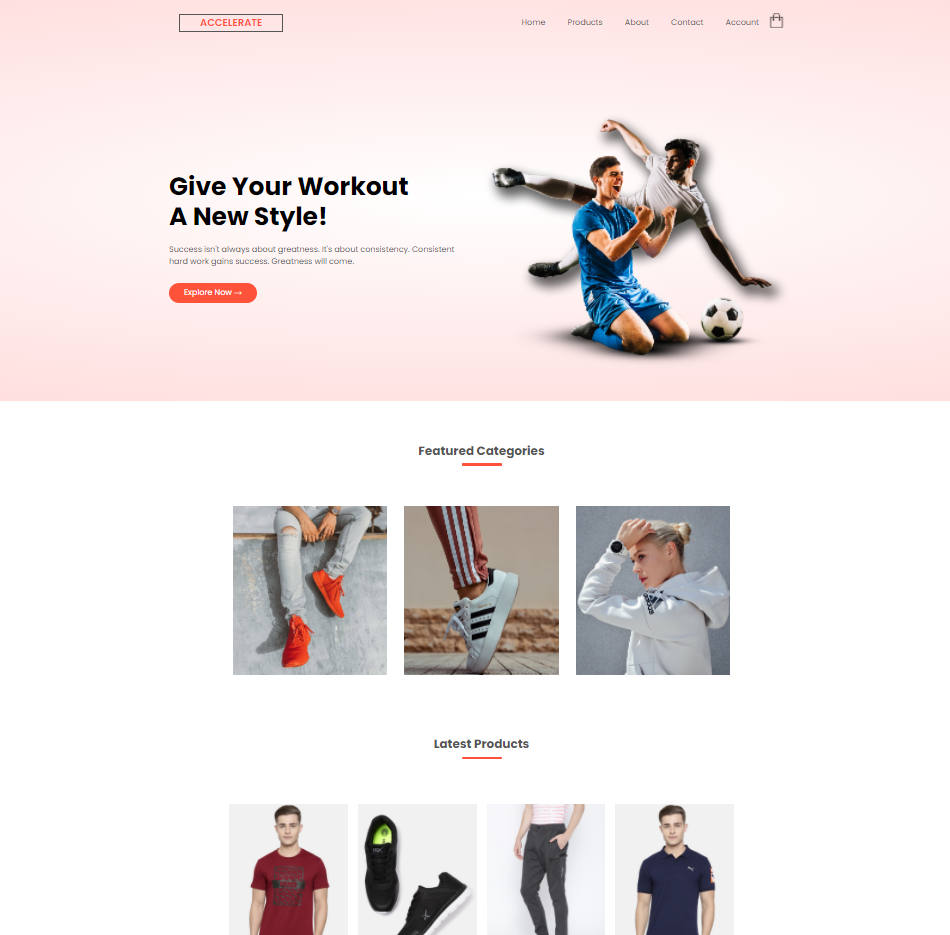 ACCELERATE
Home Products About Contact Account
Give Your Workout
A New Style!
Success isn't always about greatness. It's about consistency. Consistent
hard work gains success. Greatness will come.
Explore Now →
Featured Categories
Latest Products